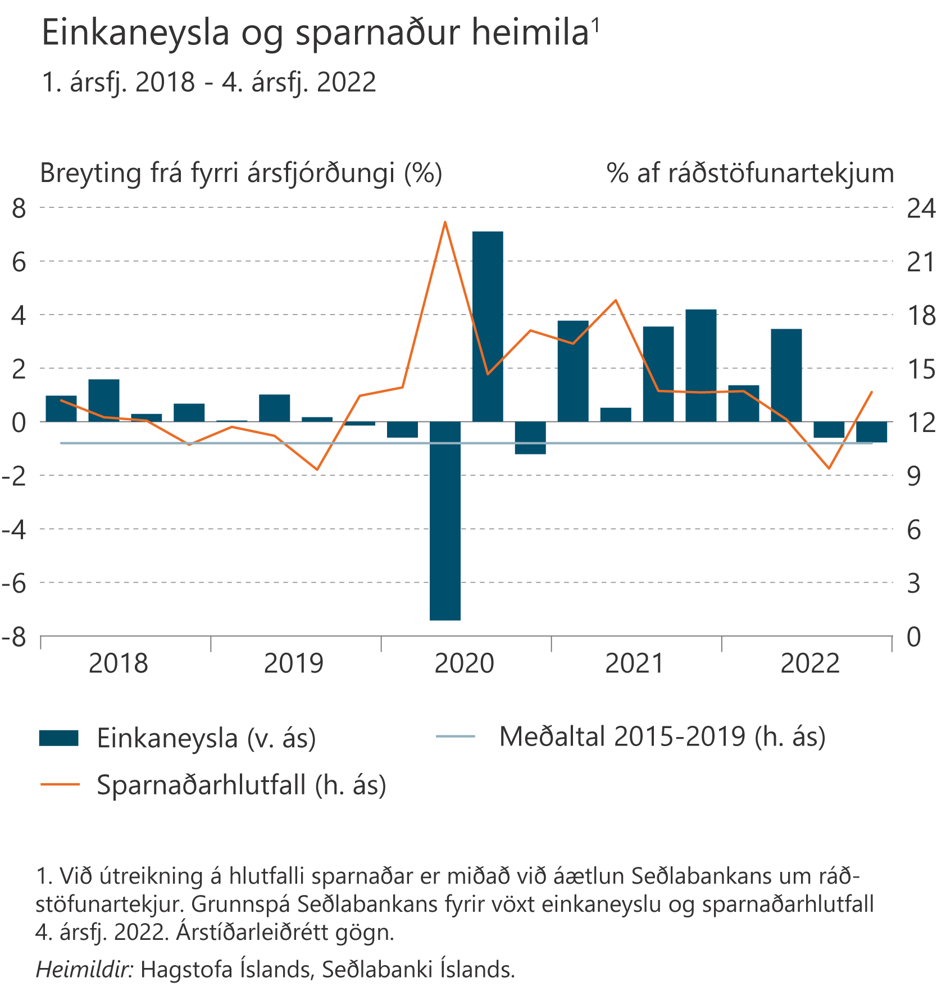 Einkaneysla og sparnaður heimila¹
1. ársfj. 2018 - 4. ársfj. 2022
Breyting frá fyrri ársfjórðungi (%) % af ráðstöfunartekjum
8 24
6 21
4 18
2 15
0 12
-2 9
-4 6
-6 3
-8 0
2018 2019 2020 2021 2022
Einkaneysla (v. ás) Meðaltal 2015-2019 (h. ás)
Sparnaðarhlutfall (h. ás)
1. Við útreikning á hlutfalli sparnaðar er miðað við áætlun Seðlabankans um ráð-
stöfunartekjur. Grunnspá Seðlabankans fyrir vöxt einkaneyslu og sparnaðarhlutfall
4. ársfj. 2022. Árstíðarleiðrétt gögn.
Heimildir: Hagstofa Íslands, Seðlabanki Íslands.